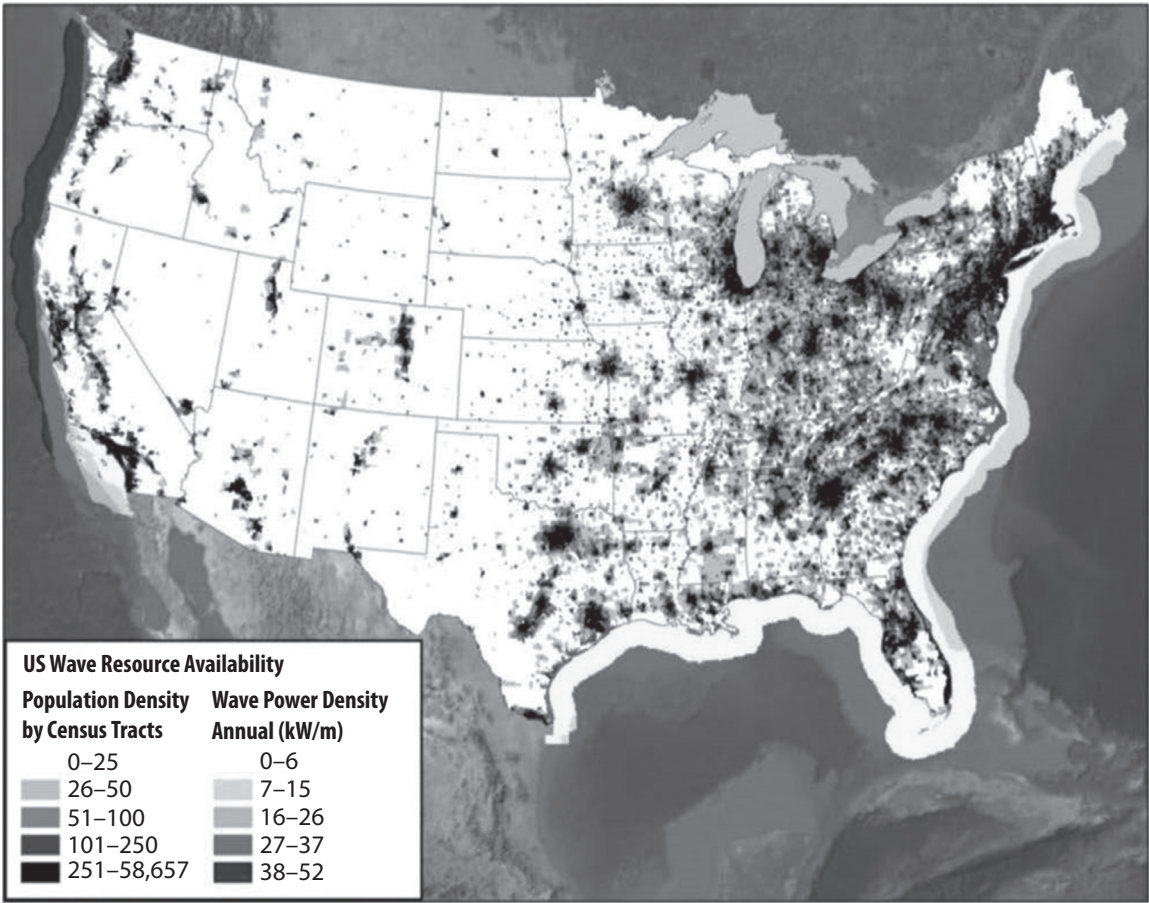 US Wave Resource Availability
Population Density
by Census Tracts
0–25
26–50
51–100
101–250
251–58,657
Wave Power Density
Annual (kW/m)
0–6
7–15
16–26
27–37
38–52